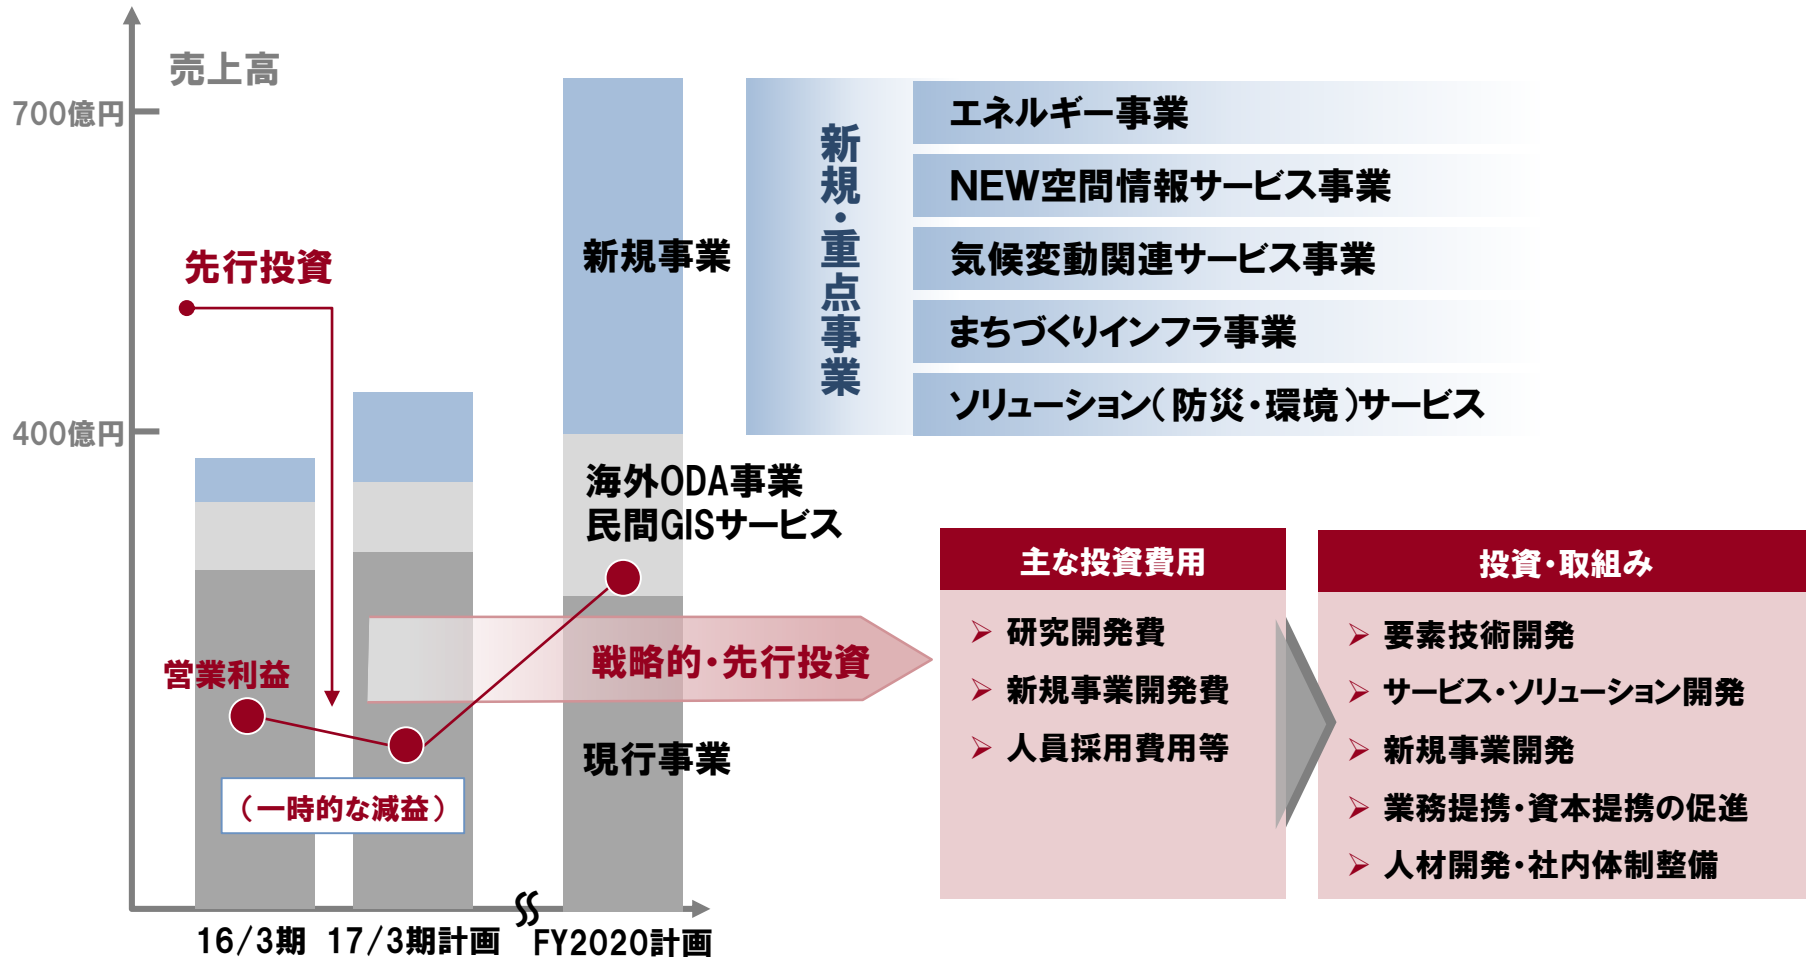 売上高
700億円
400億円
先行投資
営業利益
(一時的な減益)
16/3期
17/3期計画
FY2020計画
新規事業
海外ODA事業
民間GISサービス
現行事業
戦略的・先行投資
新規・重点事業
エネルギー事業
NEW空間情報サービス事業
気候変動関連サービス事業
まちづくりインフラ事業
ソリューション(防災・環境)サービス
主な投資費用
研究開発費
新規事業開発費
人員採用費用等
投資・取組み
要素技術開発
サービス・ソリューション開発
新規事業開発
業務提携・資本提携の促進
人材開発・社内体制整備